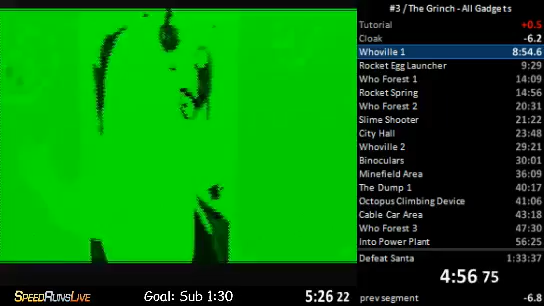 #3 / The Grinch - All Gadgets
Tutorial +0.5
Cloak -6.2
Whoville 1 8:54.6
Rocket Egg Launcher 9:29
Who Forest 1 14:09
Rocket Spring 14:56
Who Forest 2 20:31
Slime Shooter 21:22
City Hall 23:48
Whoville 2 29:21
Binoculars 30:01
Minefield Area 36:09
The Dump 1 40:17
Octopus Climbing Device 41:06
Cable Car Area 43:18
Who Forest 3 47:30
Into Power Plant 56:25
Defeat Santa 1:33:37
4:56 75
SpeedRunsLive Goal: Sub 1:30 5:26 22
prev segment -6.8